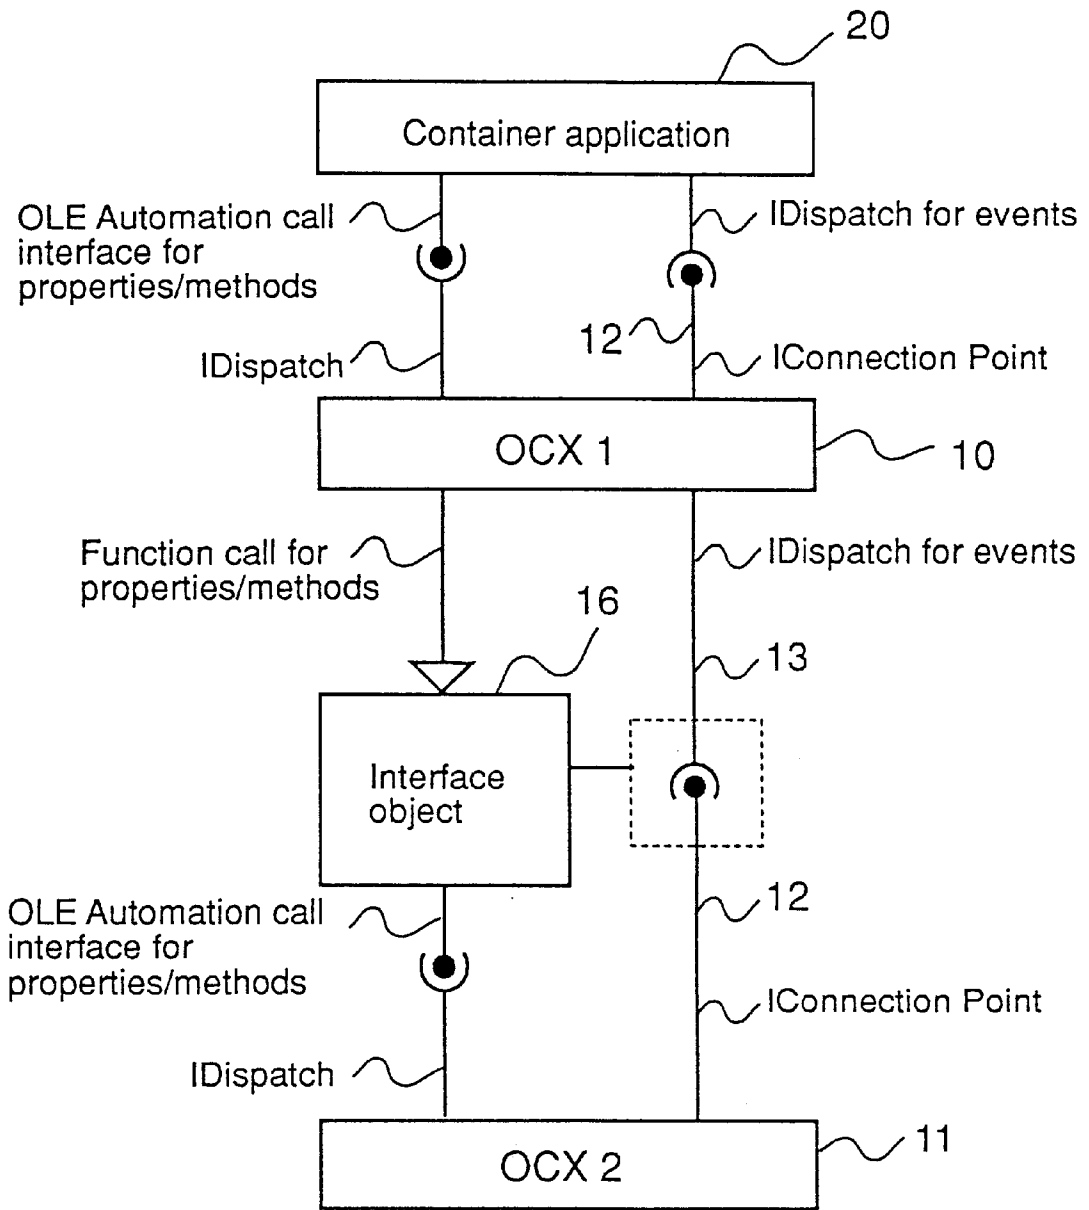 20
Container application
OLE Automation call
interface for
properties/methods
IDispatch for events
12
IDispatch
IConnection Point
OCX 1
10
Function call for
properties/methods
IDispatch for events
16
13
Interface
object
OLE Automation call
interface for
properties/methods
12
IConnection Point
IDispatch
OCX 2
11